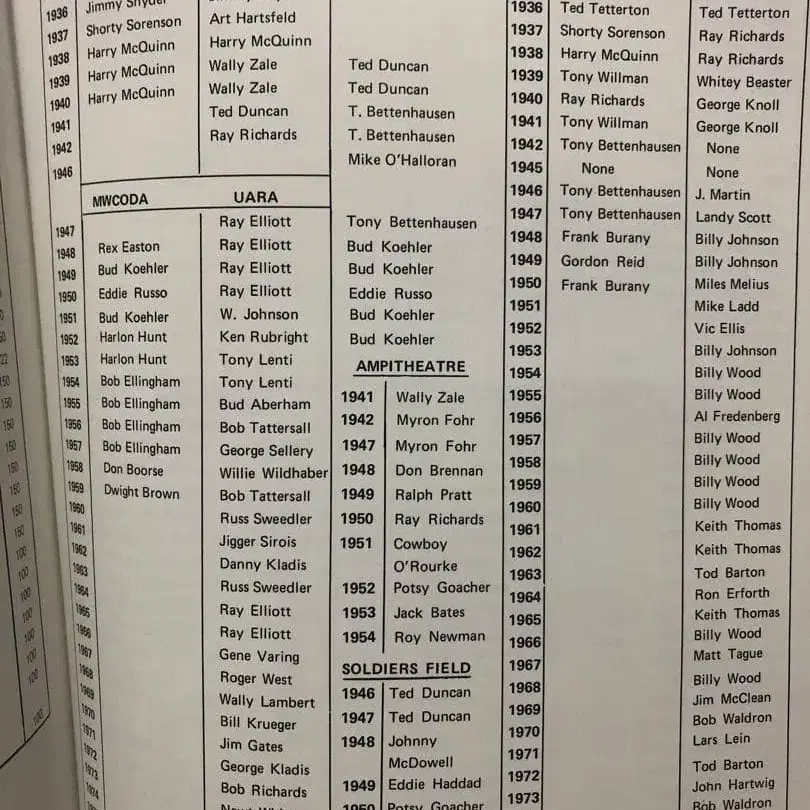 1936 Jimmy Snyder
1937 Shorty Sorenson Art Hartsfeld
1938 Harry McQuinn Harry McQuinn
1939 Harry McQuinn Wally Zale Ted Duncan
1940 Harry McQuinn Wally Zale Ted Duncan
1941 Ted Duncan T. Bettenhausen
1942 Ray Richards T. Bettenhausen
1946 Mike O'Halloran
MWCODA UARA
1947 Ray Elliott Tony Bettenhausen
1948 Rex Easton Ray Elliott Bud Koehler
1949 Bud Koehler Ray Elliott Bud Koehler
1950 Eddie Russo Ray Elliott Eddie Russo
1951 Bud Koehler W. Johnson Bud Koehler
1952 Harlon Hunt Ken Rubright Bud Koehler
1953 Harlon Hunt Tony Lenti
1954 Bob Ellingham Tony Lenti
1955 Bob Ellingham Bud Aberham
1956 Bob Ellingham Bob Tattersall
1957 Bob Ellingham George Sellery
1958 Don Boorse Willie Wildhaber
1959 Dwight Brown Bob Tattersall
1960 Russ Sweedler
1961 Jigger Sirois
1962 Danny Kladis
1963 Russ Sweedler
1964 Ray Elliott
1965 Ray Elliott
1966 Gene Varing
1967 Roger West
1968 Wally Lambert
1969 Bill Krueger
1970 Jim Gates
1971 George Kladis
1972 Bob Richards
1973
1974
AMPITHEATRE
1941 Wally Zale
1942 Myron Fohr
1947 Myron Fohr
1948 Don Brennan
1949 Ralph Pratt
1950 Ray Richards
1951 Cowboy
O'Rourke
1952 Potsy Goacher
1953 Jack Bates
1954 Roy Newman
SOLDIERS FIELD
1946 Ted Duncan
1947 Ted Duncan
1948 Johnny
McDowell
1949 Eddie Haddad
1950 Potsy Goacher
1936 Ted Tetterton Ted Tetterton
1937 Shorty Sorenson Ray Richards
1938 Harry McQuinn Ray Richards
1939 Tony Willman Whitey Beaster
1940 Ray Richards George Knoll
1941 Tony Willman George Knoll
1942 Tony Bettenhausen None
1945 None None
1946 Tony Bettenhausen J. Martin
1947 Tony Bettenhausen Landy Scott
1948 Frank Burany Billy Johnson
1949 Gordon Reid Billy Johnson
1950 Frank Burany Miles Melius
1951 Mike Ladd
1952 Vic Ellis
1953 Billy Johnson
1954 Billy Wood
1955 Billy Wood
1956 Al Fredenberg
1957 Billy Wood
1958 Billy Wood
1959 Billy Wood
1960 Billy Wood
1961 Keith Thomas
1962 Keith Thomas
1963 Tod Barton
1964 Ron Erforth
1965 Keith Thomas
1966 Billy Wood
1967 Matt Tague
1968 Billy Wood
1969 Jim McClean
1970 Bob Waldron
1971 Lars Lein
1972 Tod Barton
1973 John Hartwig
Bob Waldron